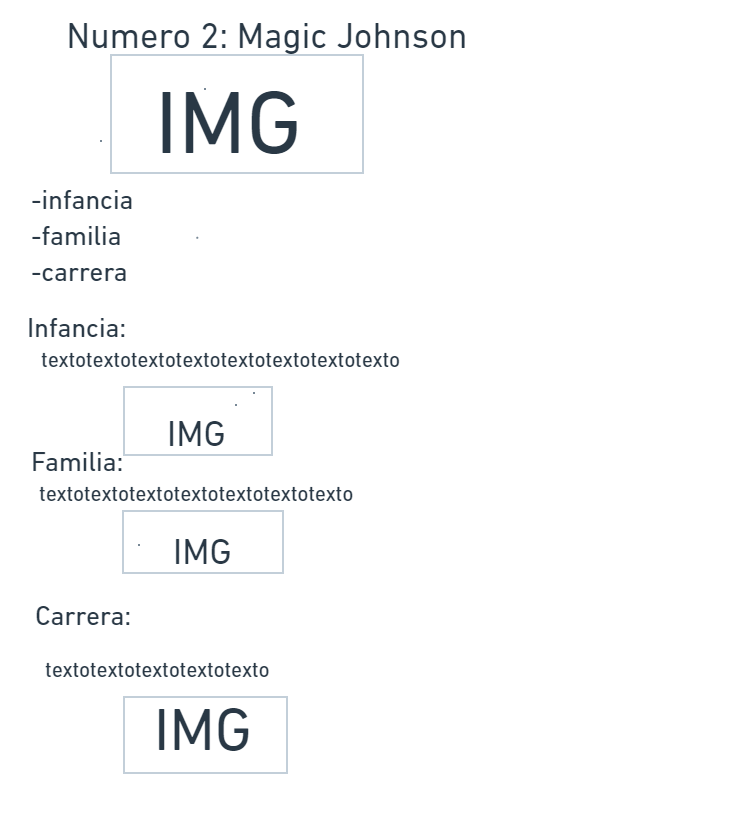 Numero 2: Magic Johnson
IMG
-infancia
-familia
-carrera
Infancia:
textotextotextotextotextotextotextotexto
IMG
Familia:
textotextotextotextotextotextotexto
IMG
Carrera:
textotextotextotextotexto
IMG